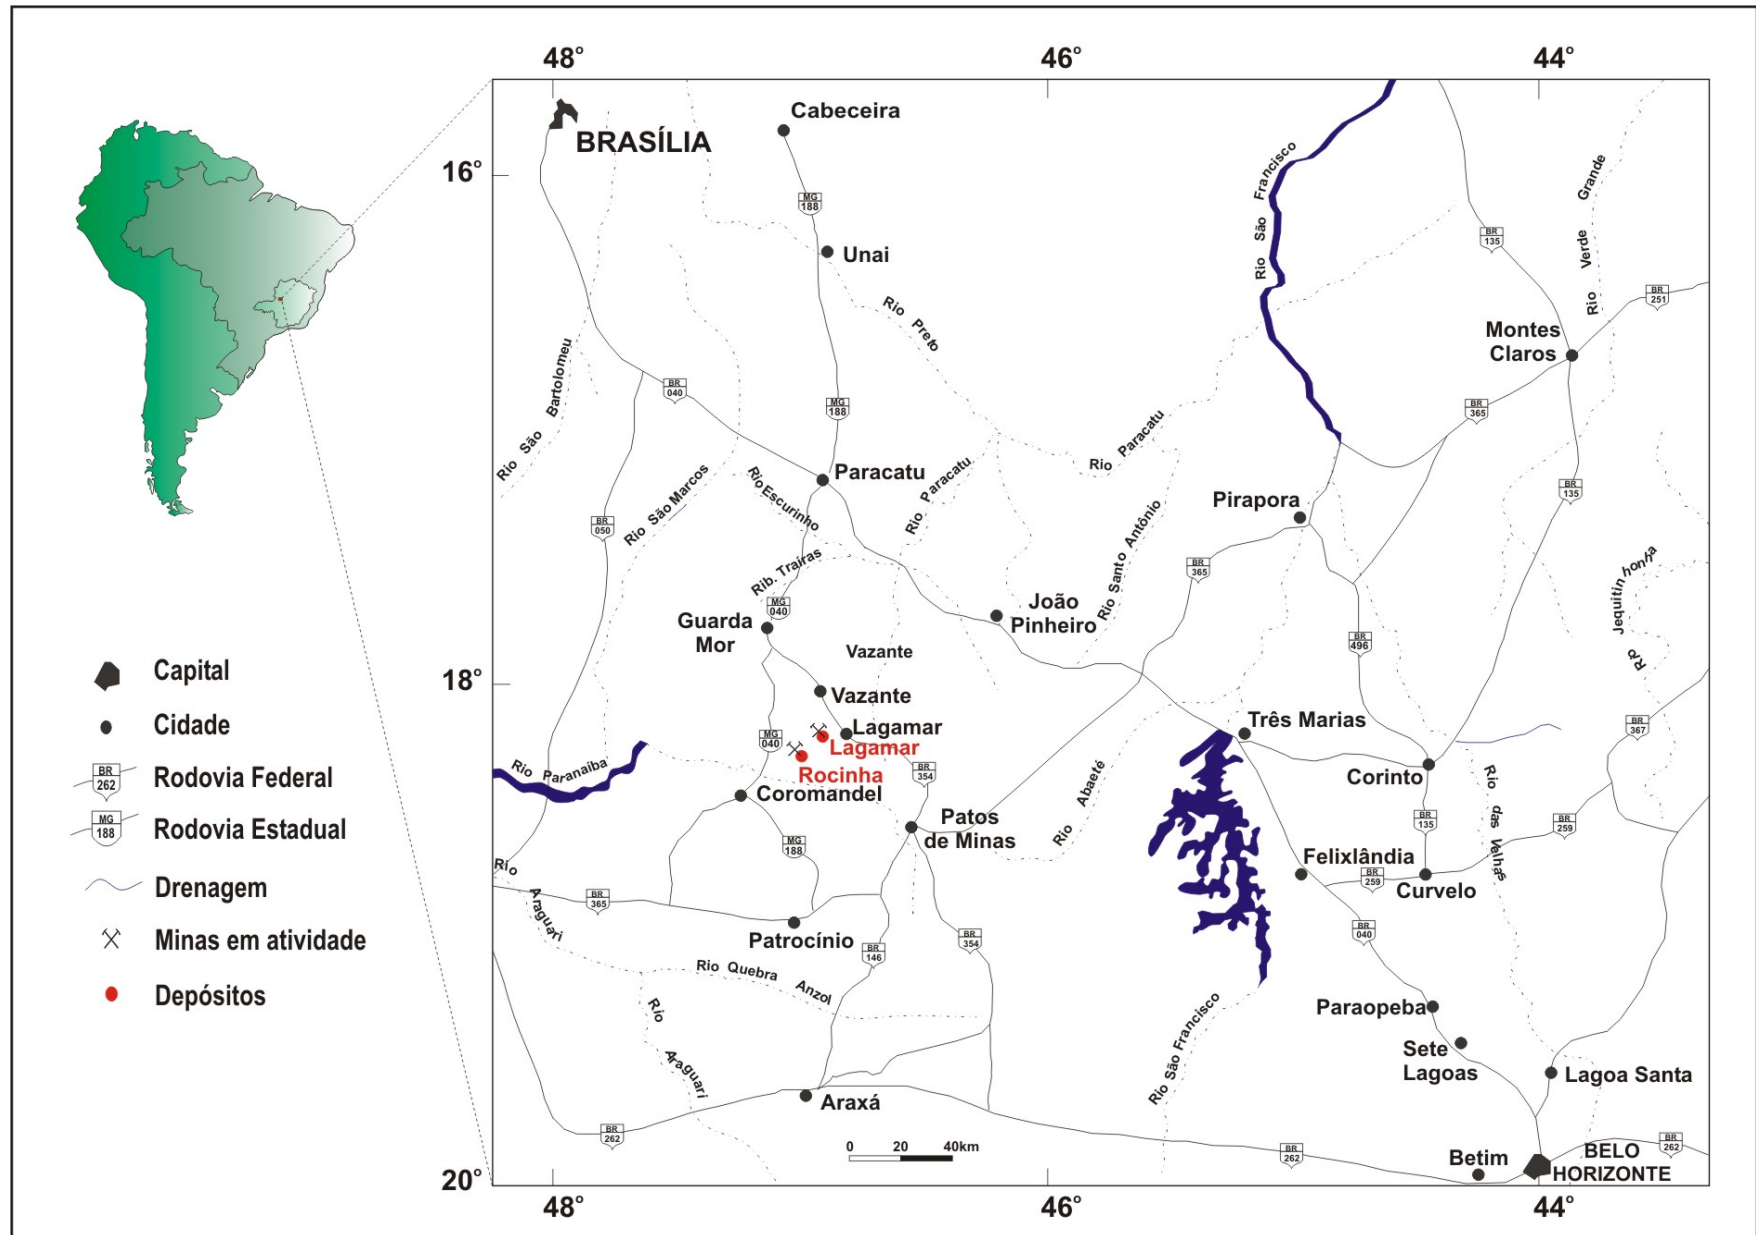 48°
46°
44°
Cabeceira
BRASÍLIA
16°
MG
188
Unai
Rio São Francisco
Rio Verde Grande
BR
135
BR
251
Rio Preto
Montes
Claros
Rio São Bartolomeu
BR
040
MG
188
BR
365
Rio Paracatu
Paracatu
Rio São Marcos
Rio Escurinho
Rio Paracatu
BR
050
Pirapora
BR
135
Rio Santo Antônio
Rib. Traíras
BR
365
Rio Jequitinhonha
MG
040
Guarda
Mor
João
Pinheiro
BR
496
Vazante
18°
Vazante
Lagamar
Lagamar
Rocinha
MG
040
Três Marias
BR
367
Rio Paranaiba
BR
354
Corinto
Coromandel
Rio Abaeté
Rio das Velhas
Patos
de Minas
BR
135
BR
259
MG
188
Felixlândia
BR
259
Curvelo
Rio Araguari
BR
365
Patrocínio
BR
146
BR
354
BR
040
Rio Quebra Anzol
Rio Araguari
Rio São Francisco
Paraopeba
Sete
Lagoas
Lagoa Santa
Araxá
BR
262
0 20 40km
BR
262
Betim
BELO
HORIZONTE
BR
262
20°
48°
46°
44°
Capital
Cidade
BR
262
Rodovia Federal
MG
188
Rodovia Estadual
Drenagem
Minas em atividade
Depósitos